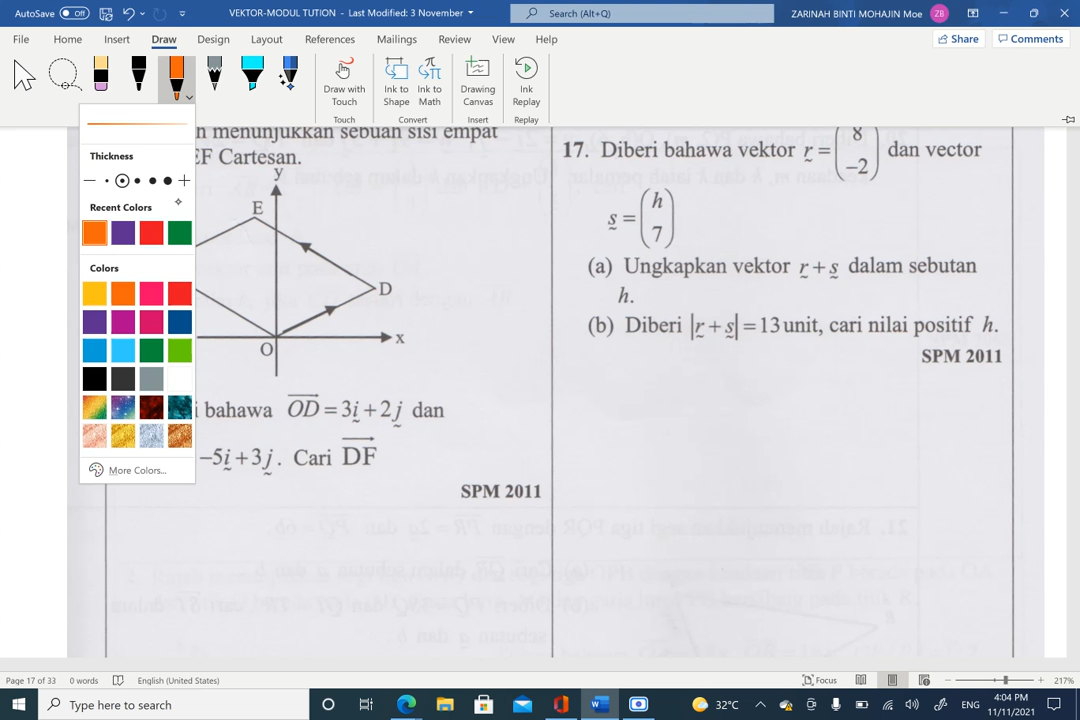 AutoSave Off VEKTOR-MODUL TUTION - Last Modified: 3 November Search (Alt+Q) ZARINAH BINTI MOHAJIN Moe ZB
File Home Insert Draw Design Layout References Mailings Review View Help Share Comments
Draw with Touch Ink to Shape Ink to Math Drawing Canvas Ink Replay
Touch Convert Insert Replay
Thickness
Recent Colors
Colors
More Colors...
n menunjukkan sebuah sisi empat
EF Cartesan.
y
E
D
x
O
i bahawa OD = 3i + 2j dan
−5i + 3j. Cari DF
SPM 2011
17. Diberi bahawa vektor r = (8 −2) dan vector
s = (h 7)
(a) Ungkapkan vektor r + s dalam sebutan
h.
(b) Diberi |r + s| = 13 unit, cari nilai positif h.
SPM 2011
Page 17 of 33 0 words English (United States) Focus 217%
Type here to search 32°C ENG 4:04 PM 11/11/2021